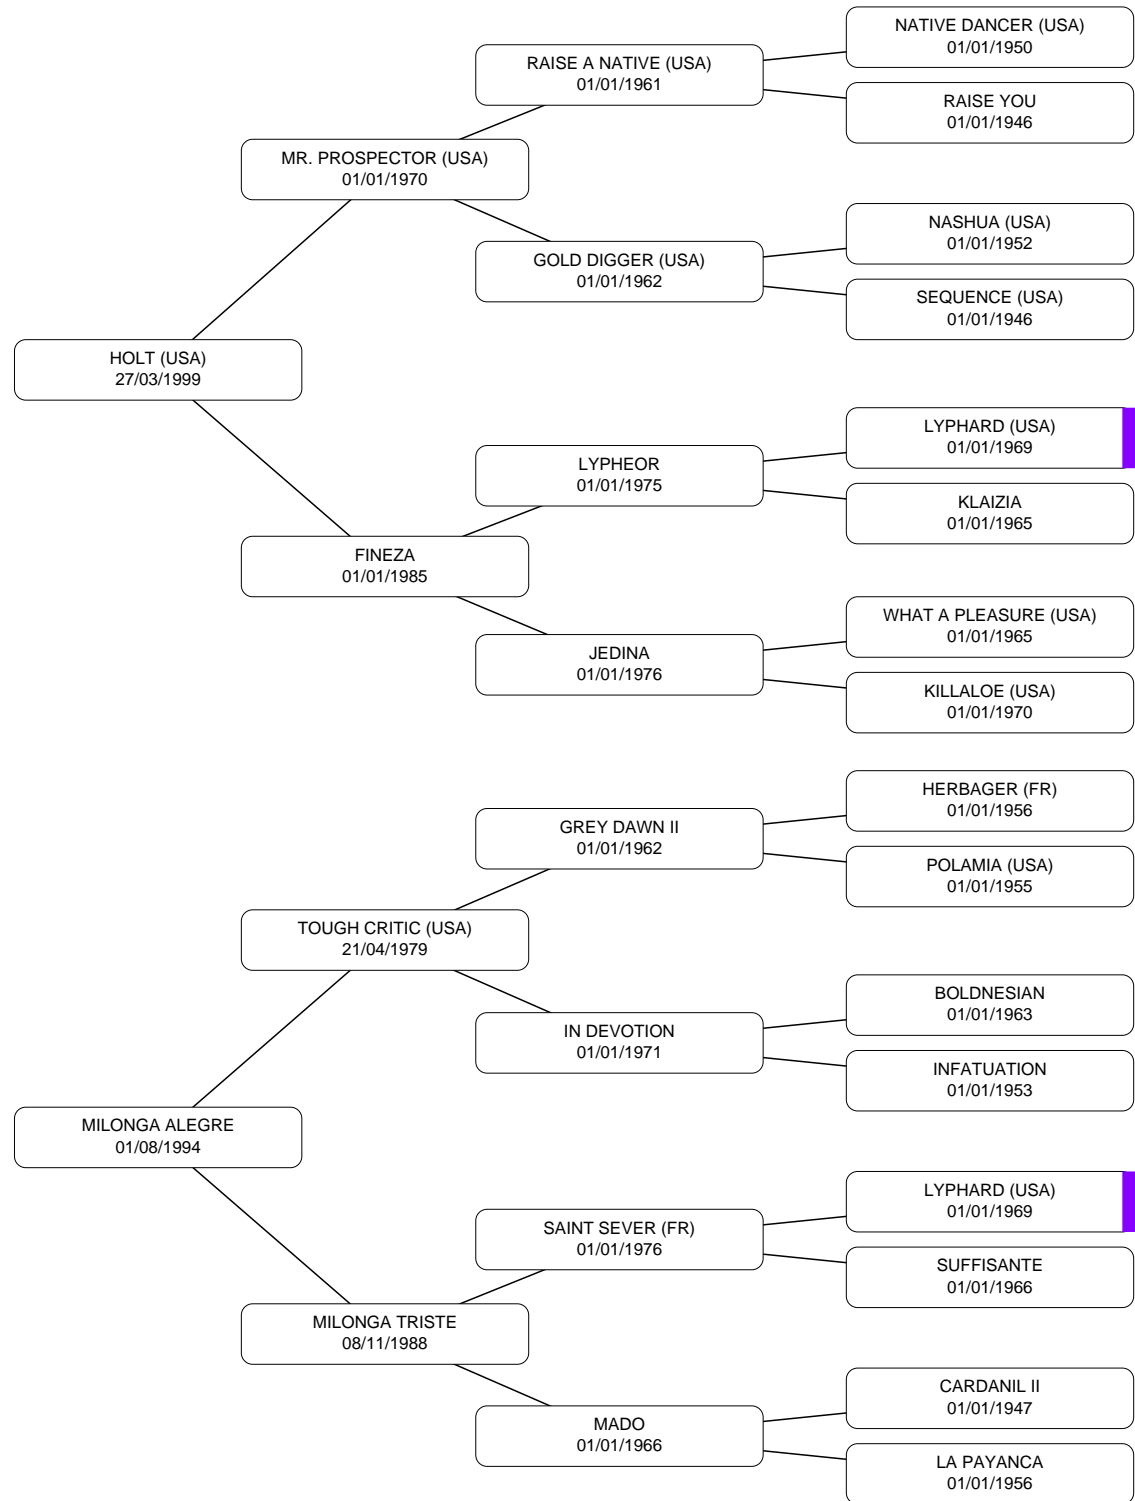 NATIVE DANCER (USA)
01/01/1950
RAISE A NATIVE (USA)
01/01/1961
RAISE YOU
01/01/1946
MR. PROSPECTOR (USA)
01/01/1970
NASHUA (USA)
01/01/1952
GOLD DIGGER (USA)
01/01/1962
SEQUENCE (USA)
01/01/1946
HOLT (USA)
27/03/1999
LYPHARD (USA)
01/01/1969
LYPHEOR
01/01/1975
KLAIZIA
01/01/1965
FINEZA
01/01/1985
WHAT A PLEASURE (USA)
01/01/1965
JEDINA
01/01/1976
KILLALOE (USA)
01/01/1970
HERBAGER (FR)
01/01/1956
GREY DAWN II
01/01/1962
POLAMIA (USA)
01/01/1955
TOUGH CRITIC (USA)
21/04/1979
BOLDNESIAN
01/01/1963
IN DEVOTION
01/01/1971
INFATUATION
01/01/1953
MILONGA ALEGRE
01/08/1994
LYPHARD (USA)
01/01/1969
SAINT SEVER (FR)
01/01/1976
SUFFISANTE
01/01/1966
MILONGA TRISTE
08/11/1988
CARDANIL II
01/01/1947
MADO
01/01/1966
LA PAYANCA
01/01/1956